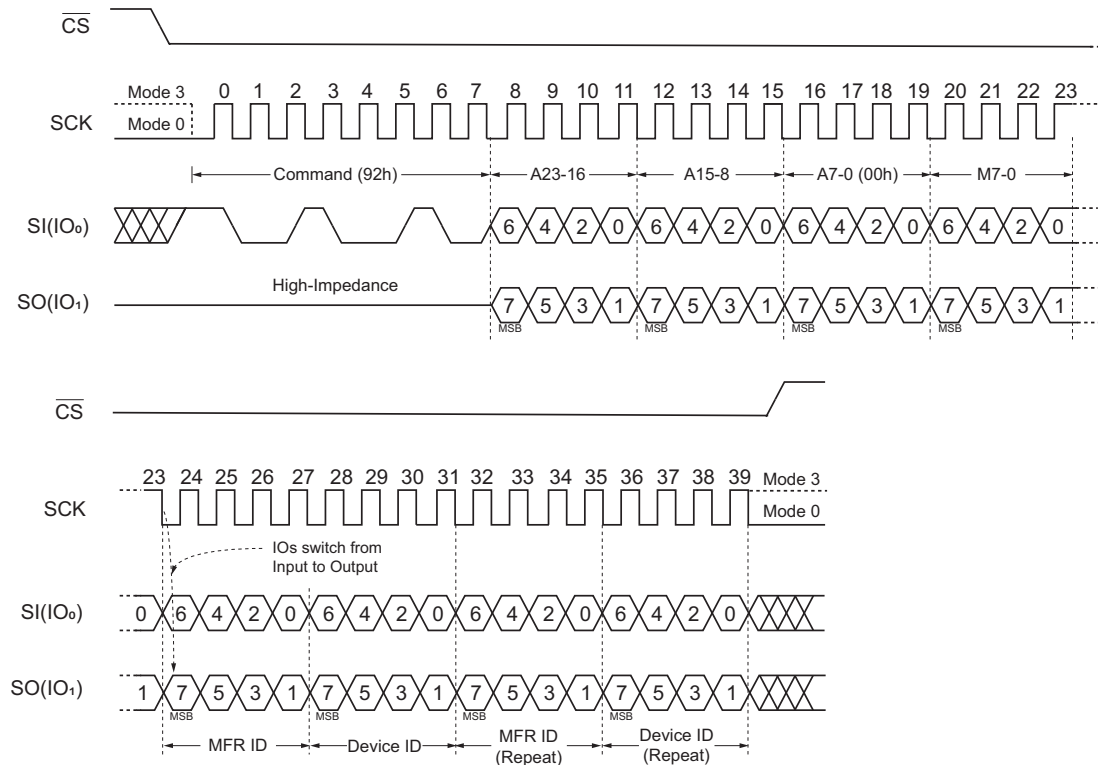 CS
Mode 3 0 1 2 3 4 5 6 7 8 9 10 11 12 13 14 15 16 17 18 19 20 21 22 23
SCK
Mode 0
Command (92h) A23-16 A15-8 A7-0 (00h) M7-0
SI(IO₀) 6 4 2 0 6 4 2 0 6 4 2 0 6 4 2 0
High-Impedance
SO(IO₁) 7 5 3 1 7 5 3 1 7 5 3 1 7 5 3 1
MSB MSB MSB MSB
CS
23 24 25 26 27 28 29 30 31 32 33 34 35 36 37 38 39 Mode 3
SCK
Mode 0
IOs switch from
Input to Output
SI(IO₀) 0 6 4 2 0 6 4 2 0 6 4 2 0 6 4 2 0
SO(IO₁) 1 7 5 3 1 7 5 3 1 7 5 3 1 7 5 3 1
MSB MSB MSB MSB
MFR ID Device ID MFR ID Device ID
(Repeat) (Repeat)